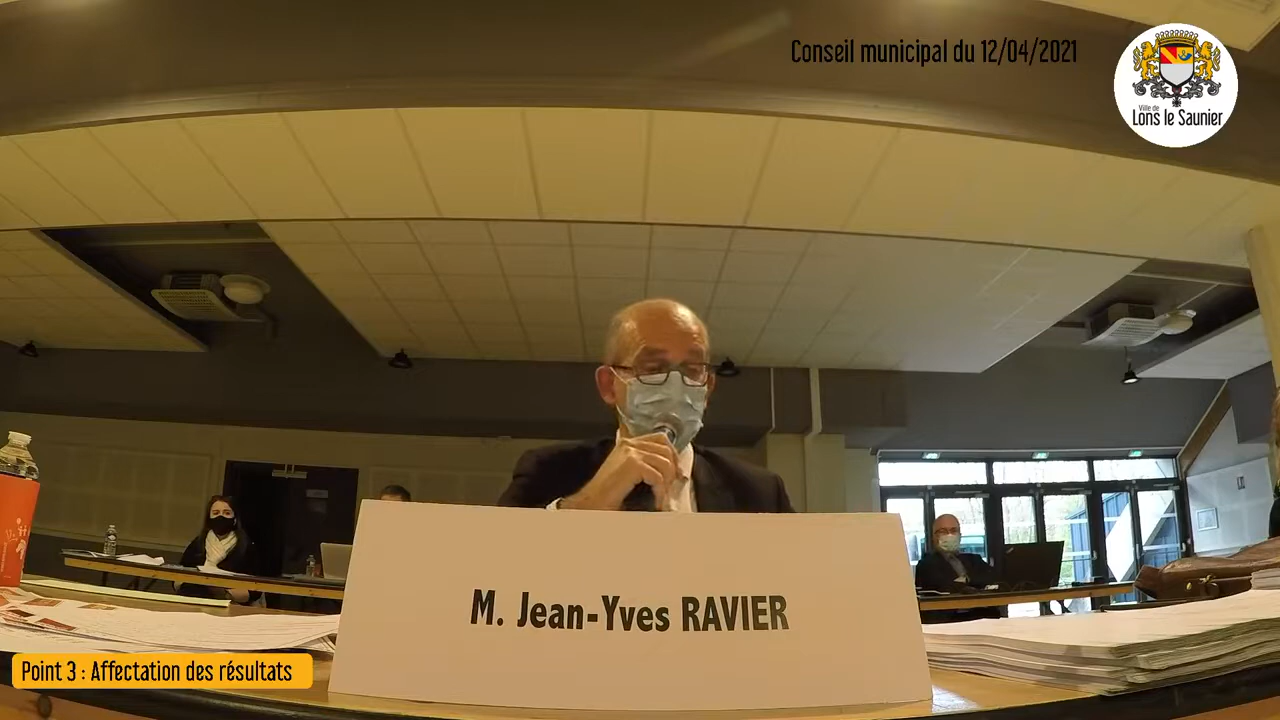 Conseil municipal du 12/04/2021
Ville de
Lons le Saunier
M. Jean-Yves RAVIER
Point 3 : Affectation des résultats